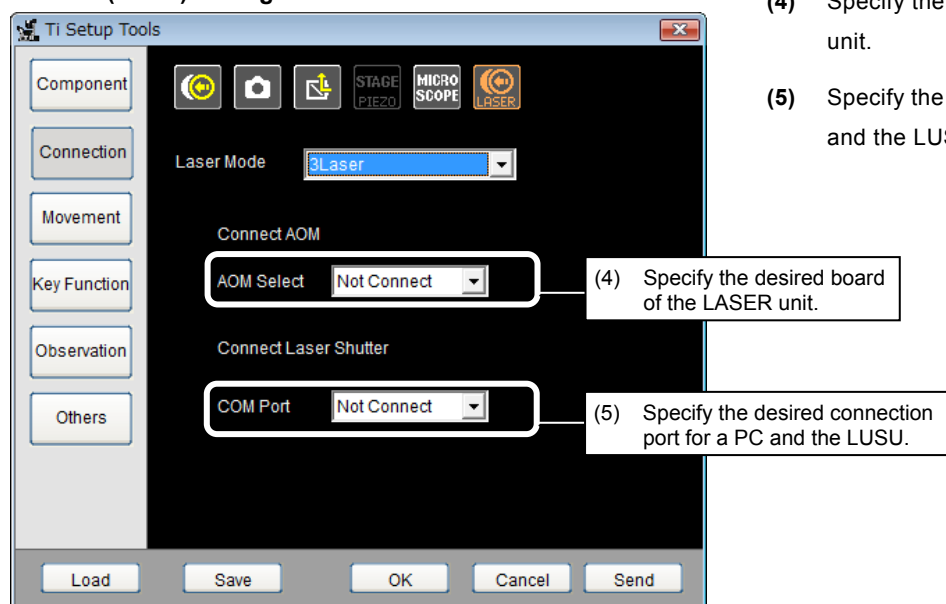 Ti Setup Tools
Component
Connection
Movement
Key Function
Observation
Others
STAGE
PIEZO
MICRO
SCOPE
LASER
Laser Mode 3Laser
Connect AOM
AOM Select Not Connect
Connect Laser Shutter
COM Port Not Connect
Load Save OK Cancel Send
(4) Specify the desired board
of the LASER unit.
(5) Specify the desired connection
port for a PC and the LUSU.
(4) Specify the
unit.
(5) Specify the
and the LUS